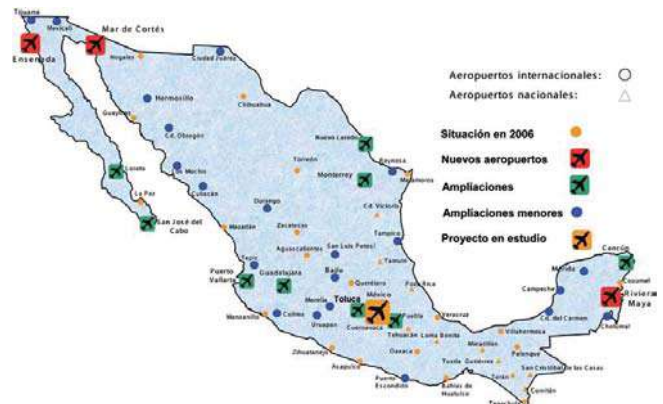 Tijuana
Mexicali
Mar de Cortés
Ensenada
Nogales
Ciudad Juárez
Hermosillo
Chihuahua
Guaymas
Cd. Obregón
Nuevo Laredo
Loreto
Los Mochis
Torreón
Monterrey
Reynosa
Matamoros
La Paz
Culiacán
Durango
Cd. Victoria
San José del
Cabo
Mazatlán
Zacatecas
Tampico
Aguascalientes
San Luis Potosí
Tamuín
Tepic
Bajío
Puerto
Vallarta
Guadalajara
Querétaro
Poza Rica
Morelia
Toluca
México
Manzanillo
Colima
Uruapan
Cuernavaca
Puebla
Veracruz
Tehuacán
Loma Bonita
Zihuatanejo
Oaxaca
Acapulco
Puerto
Escondido
Bahías de
Huatulco
Minatitlán
Villahermosa
Palenque
Tuxtla
Gutiérrez
San Cristóbal de las Casas
Terán
Comitán
Tapachula
Cd. del Carmen
Campeche
Mérida
Cancún
Cozumel
Riviera
Maya
Chetumal
Aeropuertos internacionales:
Aeropuertos nacionales:
Situación en 2006
Nuevos aeropuertos
Ampliaciones
Ampliaciones menores
Proyecto en estudio